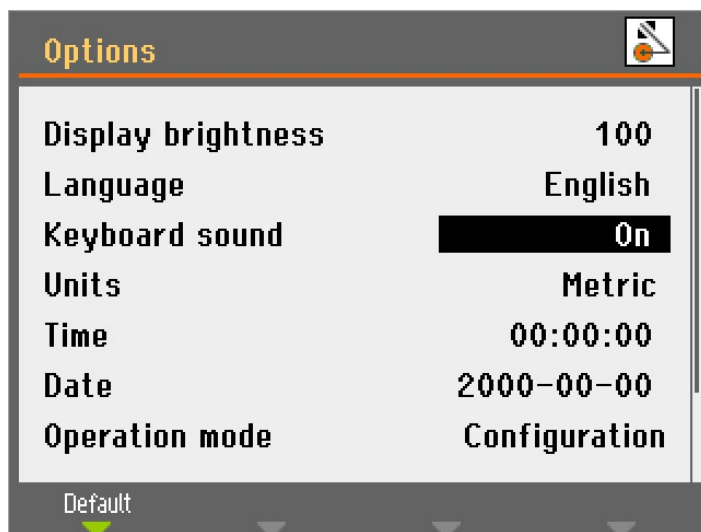 Options
Display brightness 100
Language English
Keyboard sound On
Units Metric
Time 00:00:00
Date 2000-00-00
Operation mode Configuration
Default